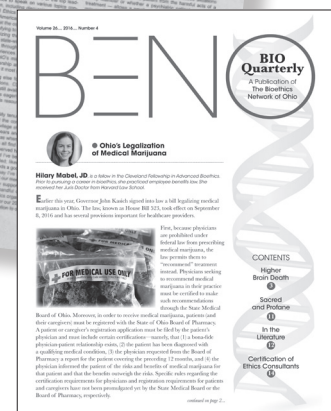 Volume 26.... 2016.... Number 4
BENO
BIO
Quarterly
A Publication of
The Bioethics
Network of Ohio
Ohio's Legalization
of Medical Marijuana
Hilary Mabel, JD, is a fellow in the Cleveland Fellowship in Advanced Bioethics.
Prior to pursuing a career in bioethics, she practiced employee benefits law. She
received her Juris Doctor from Harvard Law School.
Earlier this year, Governor John Kasich signed into law a bill legalizing medical
marijuana in Ohio. The law, known as House Bill 523, took effect on September
8, 2016 and has several provisions important for healthcare providers.
First, because physicians
are prohibited under
federal law from prescribing
medical marijuana, the
law permits them to
"recommend" treatment
instead. Physicians seeking
to recommend medical
marijuana in their practice
must be certified to make
such recommendations
through the State Medical
FOR MEDICAL USE ONLY
Board of Ohio. Moreover, in order to receive medical marijuana, patients (and
their caregivers) must be registered with the State of Ohio Board of Pharmacy.
A patient or caregiver's registration application must be filed by the patient's
physician and must include certain certifications—namely, that (1) a bona-fide
physician-patient relationship exists, (2) the patient has been diagnosed with
a qualifying medical condition, (3) the physician requested from the Board of
Pharmacy a report for the patient covering the preceding 12 months, and (4) the
physician informed the patient of the risks and benefits of medical marijuana for
that patient and that the benefits outweigh the risks. Specific rules regarding the
certification requirements for physicians and registration requirements for patients
and caregivers have not been promulgated yet by the State Medical Board or the
Board of Pharmacy, respectively.
continued on page 2...
CONTENTS
Higher
Brain Death
3
Sacred
and Profane
11
In the
Literature
12
Certification of
Ethics Consultants
14